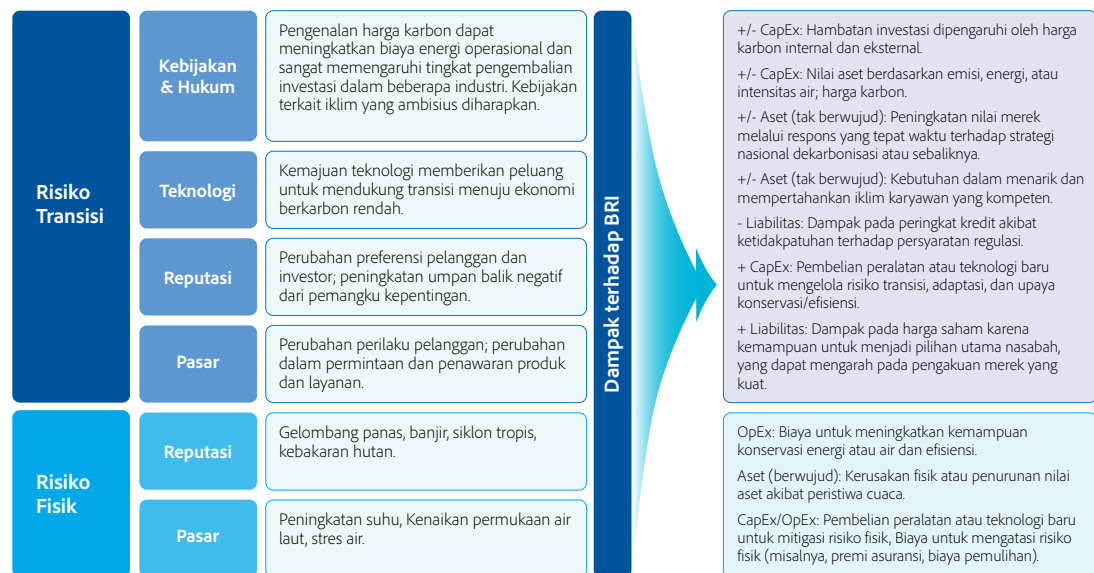 Risiko
Transisi
Kebijakan
& Hukum
Pengenalan harga karbon dapat
meningkatkan biaya energi operasional dan
sangat memengaruhi tingkat pengembalian
investasi dalam beberapa industri. Kebijakan
terkait iklim yang ambisius diharapkan.
Teknologi
Kemajuan teknologi memberikan peluang
untuk mendukung transisi menuju ekonomi
berkarbon rendah.
Reputasi
Perubahan preferensi pelanggan dan
investor; peningkatan umpan balik negatif
dari pemangku kepentingan.
Pasar
Perubahan perilaku pelanggan; perubahan
dalam permintaan dan penawaran produk
dan layanan.
Risiko
Fisik
Reputasi
Gelombang panas, banjir, siklon tropis,
kebakaran hutan.
Pasar
Peningkatan suhu, Kenaikan permukaan air
laut, stres air.
Dampak terhadap BRI
+/- CapEx: Hambatan investasi dipengaruhi oleh harga
karbon internal dan eksternal.
+/- CapEx: Nilai aset berdasarkan emisi, energi, atau
intensitas air; harga karbon.
+/- Aset (tak berwujud): Peningkatan nilai merek
melalui respons yang tepat waktu terhadap strategi
nasional dekarbonisasi atau sebaliknya.
+/- Aset (tak berwujud): Kebutuhan dalam menarik dan
mempertahankan iklim karyawan yang kompeten.
- Liabilitas: Dampak pada peringkat kredit akibat
ketidakpatuhan terhadap persyaratan regulasi.
+ CapEx: Pembelian peralatan atau teknologi baru
untuk mengelola risiko transisi, adaptasi, dan upaya
konservasi/efisiensi.
+ Liabilitas: Dampak pada harga saham karena
kemampuan untuk menjadi pilihan utama nasabah,
yang dapat mengarah pada pengakuan merek yang
kuat.
OpEx: Biaya untuk meningkatkan kemampuan
konservasi energi atau air dan efisiensi.
Aset (berwujud): Kerusakan fisik atau penurunan nilai
aset akibat peristiwa cuaca.
CapEx/OpEx: Pembelian peralatan atau teknologi baru
untuk mitigasi risiko fisik, Biaya untuk mengatasi risiko
fisik (misalnya, premi asuransi, biaya pemulihan).